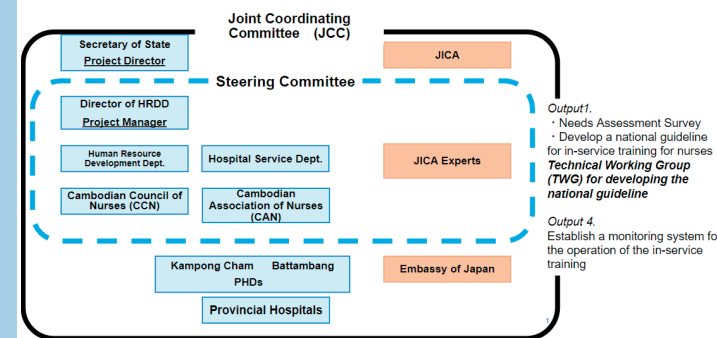 Joint Coordinating
Committee (JCC)
Secretary of State
Project Director
JICA
Steering Committee
Director of HRDD
Project Manager
Human Resource
Development Dept.
Hospital Service Dept.
JICA Experts
Cambodian Council of
Nurses (CCN)
Cambodian
Association of Nurses
(CAN)
Kampong Cham Battambang
PHDs
Embassy of Japan
Provincial Hospitals
Output1.
・Needs Assessment Survey
・Develop a national guideline
for in-service training for nurses
Technical Working Group
(TWG) for developing the
national guideline
Output 4.
Establish a monitoring system fo
the operation of the in-service
training
1